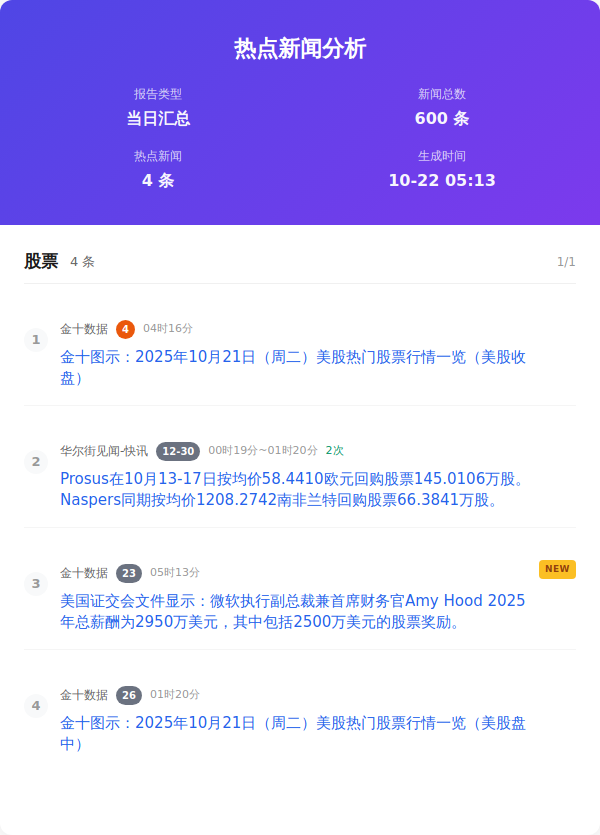 热点新闻分析
报告类型
新闻总数
当日汇总
600 条
热点新闻
生成时间
4 条
10-22 05:13
股票 4 条 1/1
1
金十数据 4 04时16分
金十图示：2025年10月21日（周二）美股热门股票行情一览（美股收
盘）
2
华尔街见闻-快讯 12-30 00时19分~01时20分 2次
Prosus在10月13-17日按均价58.4410欧元回购股票145.0106万股。
Naspers同期按均价1208.2742南非兰特回购股票66.3841万股。
3
金十数据 23 05时13分 NEW
美国证交会文件显示：微软执行副总裁兼首席财务官Amy Hood 2025
年总薪酬为2950万美元，其中包括2500万美元的股票奖励。
4
金十数据 26 01时20分
金十图示：2025年10月21日（周二）美股热门股票行情一览（美股盘
中）